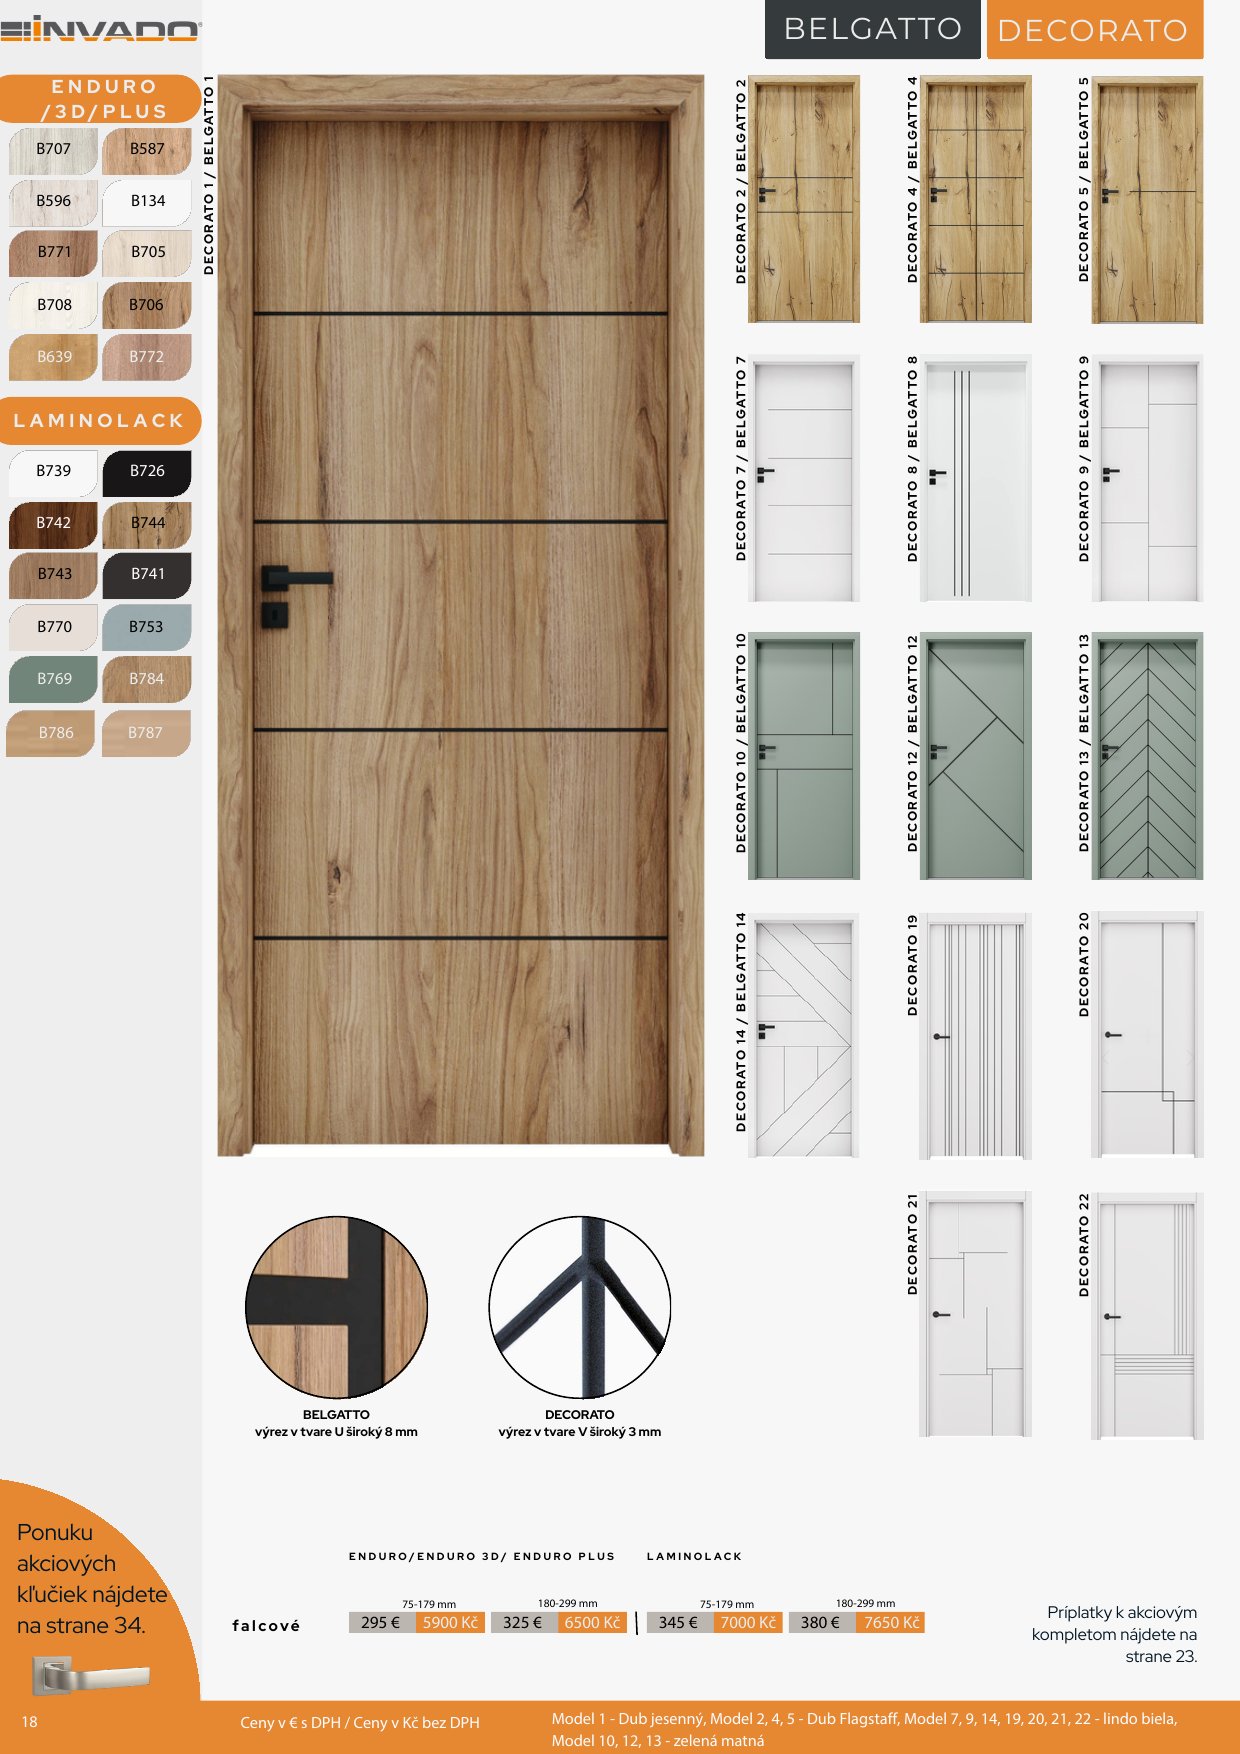 INVADO
BELGATTO
DECORATO
ENDURO
/3D/PLUS
B707
B587
B596
B134
B771
B705
B708
B706
B639
B772
LAMINOLACK
B739
B726
B742
B744
B743
B741
B770
B753
B769
B784
B786
B787
DECORATO 1 / BELGATTO 1
DECORATO 2 / BELGATTO 2
DECORATO 4 / BELGATTO 4
DECORATO 5 / BELGATTO 5
DECORATO 7 / BELGATTO 7
DECORATO 8 / BELGATTO 8
DECORATO 9 / BELGATTO 9
DECORATO 10 / BELGATTO 10
DECORATO 12 / BELGATTO 12
DECORATO 13 / BELGATTO 13
DECORATO 14 / BELGATTO 14
DECORATO 19
DECORATO 20
DECORATO 21
DECORATO 22
BELGATTO
výrez v tvare U široký 8 mm
DECORATO
výrez v tvare V široký 3 mm
Ponuku
akciových
kľučiek nájdete
na strane 34.
ENDURO/ENDURO 3D/ ENDURO PLUS
LAMINOLACK
75-179 mm
180-299 mm
75-179 mm
180-299 mm
falcové
295 €
5900 Kč
325 €
6500 Kč
345 €
7000 Kč
380 €
7650 Kč
Príplatky k akciovým
kompletom nájdete na
strane 23.
18
Ceny v € s DPH / Ceny v Kč bez DPH
Model 1 - Dub jesenný, Model 2, 4, 5 - Dub Flagstaff, Model 7, 9, 14, 19, 20, 21, 22 - lindo biela,
Model 10, 12, 13 - zelená matná